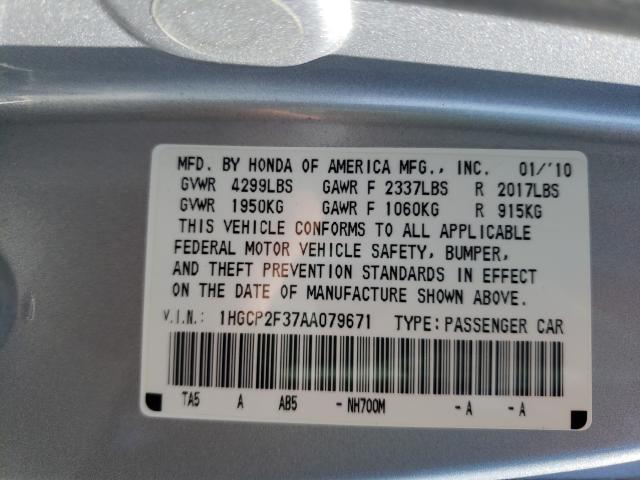 MFD. BY HONDA OF AMERICA MFG., INC. 01/'10
GVWR 4299LBS GAWR F 2337LBS R 2017LBS
GVWR 1950KG GAWR F 1060KG R 915KG
THIS VEHICLE CONFORMS TO ALL APPLICABLE
FEDERAL MOTOR VEHICLE SAFETY, BUMPER,
AND THEFT PREVENTION STANDARDS IN EFFECT
ON THE DATE OF MANUFACTURE SHOWN ABOVE.
V.I.N.: 1HGCP2F37AA079671 TYPE: PASSENGER CAR
TA5 A AB5 - NH700M - A - A